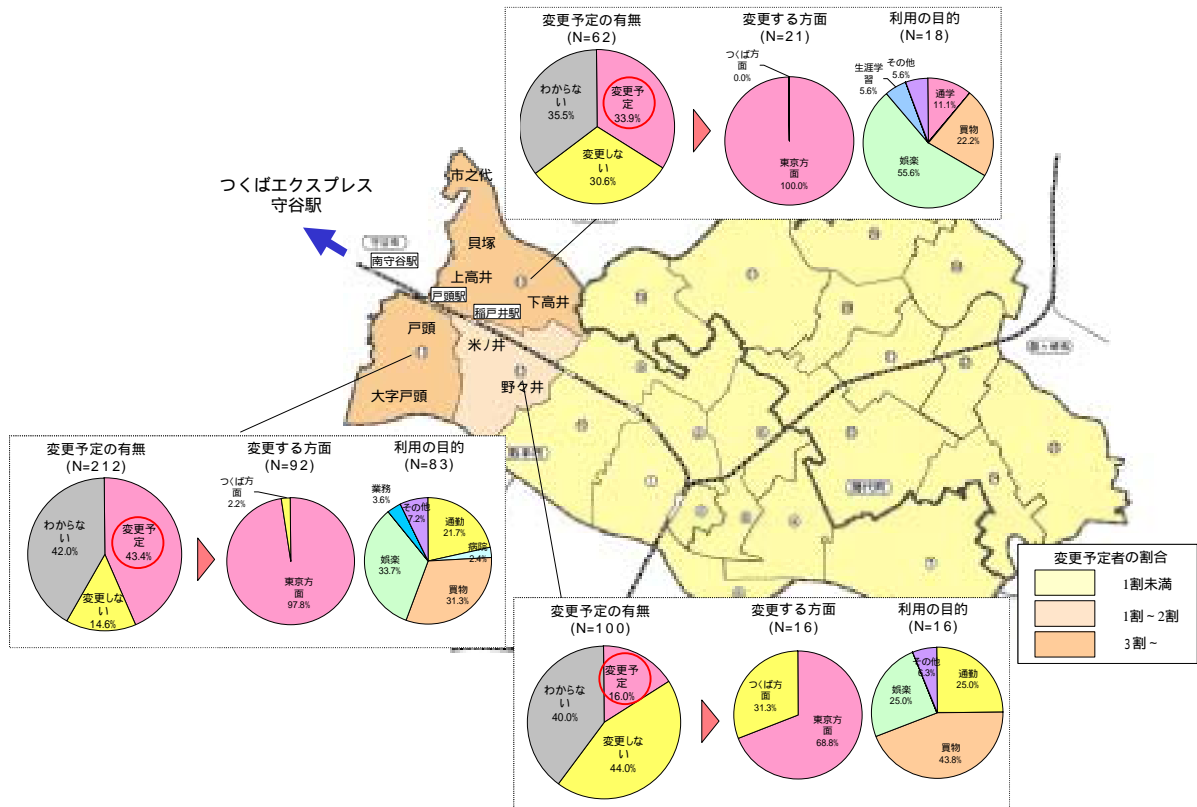 変更予定の有無
(N=62)
変更する方面
(N=21)
利用の目的
(N=18)
わからな
い
35.5%
変更予
定
33.9%
変更しな
い
30.6%
つくば方
面
0.0%
東京方
面
100.0%
生涯学
習
5.6%
その他
5.6%
通学
11.1%
買物
22.2%
娯楽
55.6%
つくばエクスプレス
守谷駅
南守谷駅
市之代
貝塚
上高井
下高井
戸頭駅
稲戸井駅
戸頭
米ノ井
野々井
大字戸頭
変更予定の有無
(N=212)
変更する方面
(N=92)
利用の目的
(N=83)
わからな
い
42.0%
変更予
定
43.4%
変更しな
い
14.6%
つくば方
面
2.2%
東京方
面
97.8%
業務
3.6%
その他
7.2%
通勤
21.7%
病院
2.4%
買物
31.3%
娯楽
33.7%
変更予定の有無
(N=100)
変更する方面
(N=16)
利用の目的
(N=16)
わからな
い
40.0%
変更予
定
16.0%
変更しな
い
44.0%
つくば方
面
31.3%
東京方
面
68.8%
その他
6.3%
通勤
25.0%
娯楽
25.0%
買物
43.8%
変更予定者の割合
1割未満
1割~2割
3割~